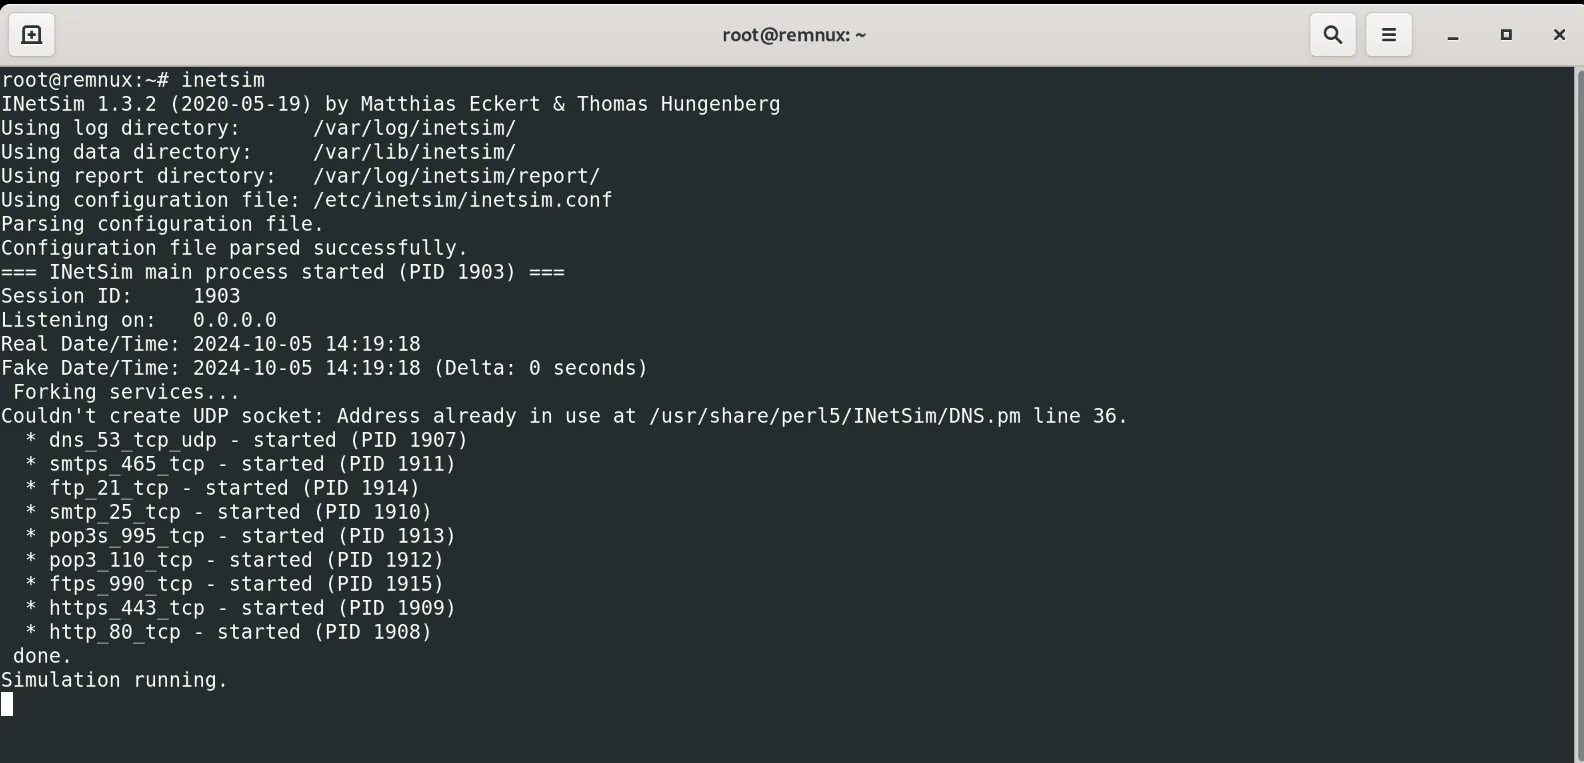 root@remnux: ~
root@remnux:~# inetsim
INetSim 1.3.2 (2020-05-19) by Matthias Eckert & Thomas Hungenberg
Using log directory:      /var/log/inetsim/
Using data directory:     /var/lib/inetsim/
Using report directory:   /var/log/inetsim/report/
Using configuration file: /etc/inetsim/inetsim.conf
Parsing configuration file.
Configuration file parsed successfully.
=== INetSim main process started (PID 1903) ===
Session ID:     1903
Listening on:   0.0.0.0
Real Date/Time: 2024-10-05 14:19:18
Fake Date/Time: 2024-10-05 14:19:18 (Delta: 0 seconds)
 Forking services...
Couldn't create UDP socket: Address already in use at /usr/share/perl5/INetSim/DNS.pm line 36.
  * dns_53_tcp_udp - started (PID 1907)
  * smtps_465_tcp - started (PID 1911)
  * ftp_21_tcp - started (PID 1914)
  * smtp_25_tcp - started (PID 1910)
  * pop3s_995_tcp - started (PID 1913)
  * pop3_110_tcp - started (PID 1912)
  * ftps_990_tcp - started (PID 1915)
  * https_443_tcp - started (PID 1909)
  * http_80_tcp - started (PID 1908)
 done.
Simulation running.